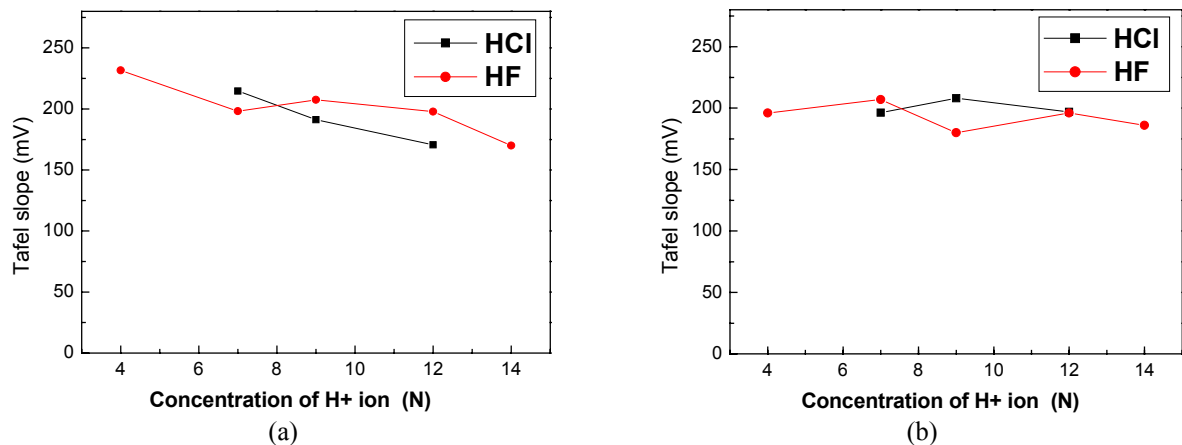 HCl
HF
250
200
150
100
50
0
Tafel slope (mV)
4 6 8 10 12 14
Concentration of H+ ion (N)
(a)
HCl
HF
250
200
150
100
50
0
Tafel slope (mV)
4 6 8 10 12 14
Concentration of H+ ion (N)
(b)